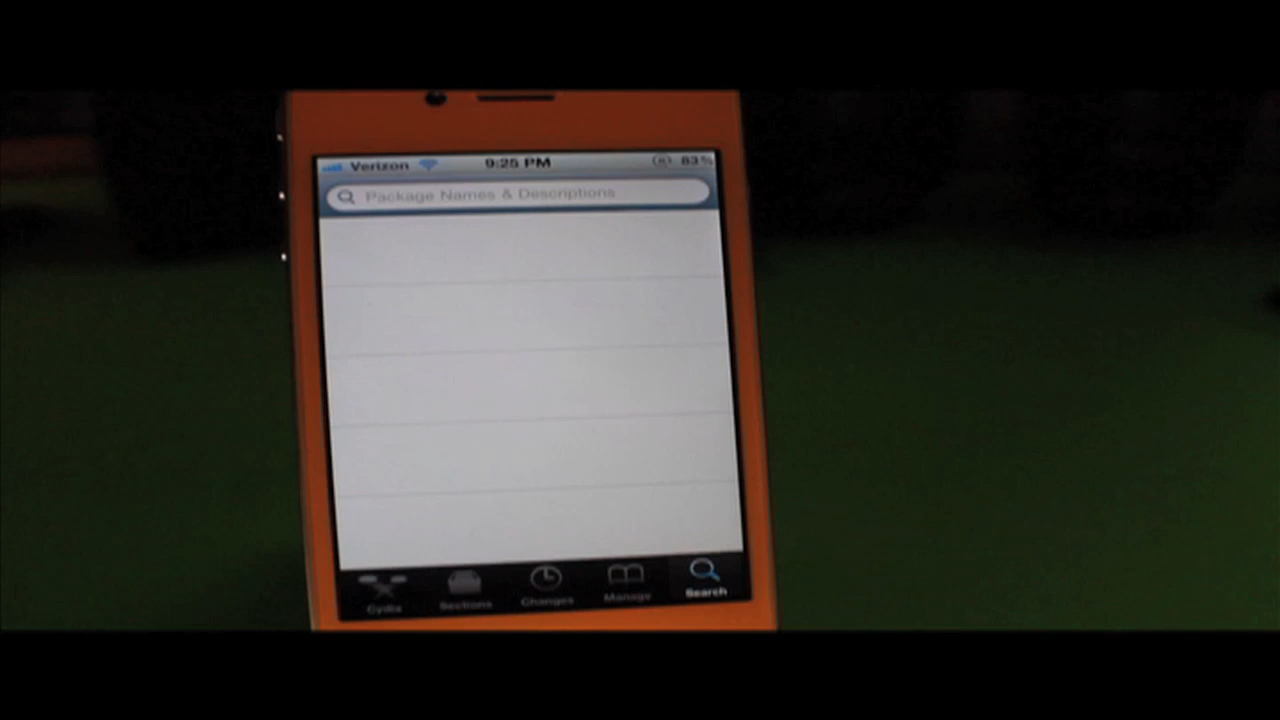 Verizon 9:25 PM 83%
Package Names & Descriptions
Cydia Sections Changes Manage Search